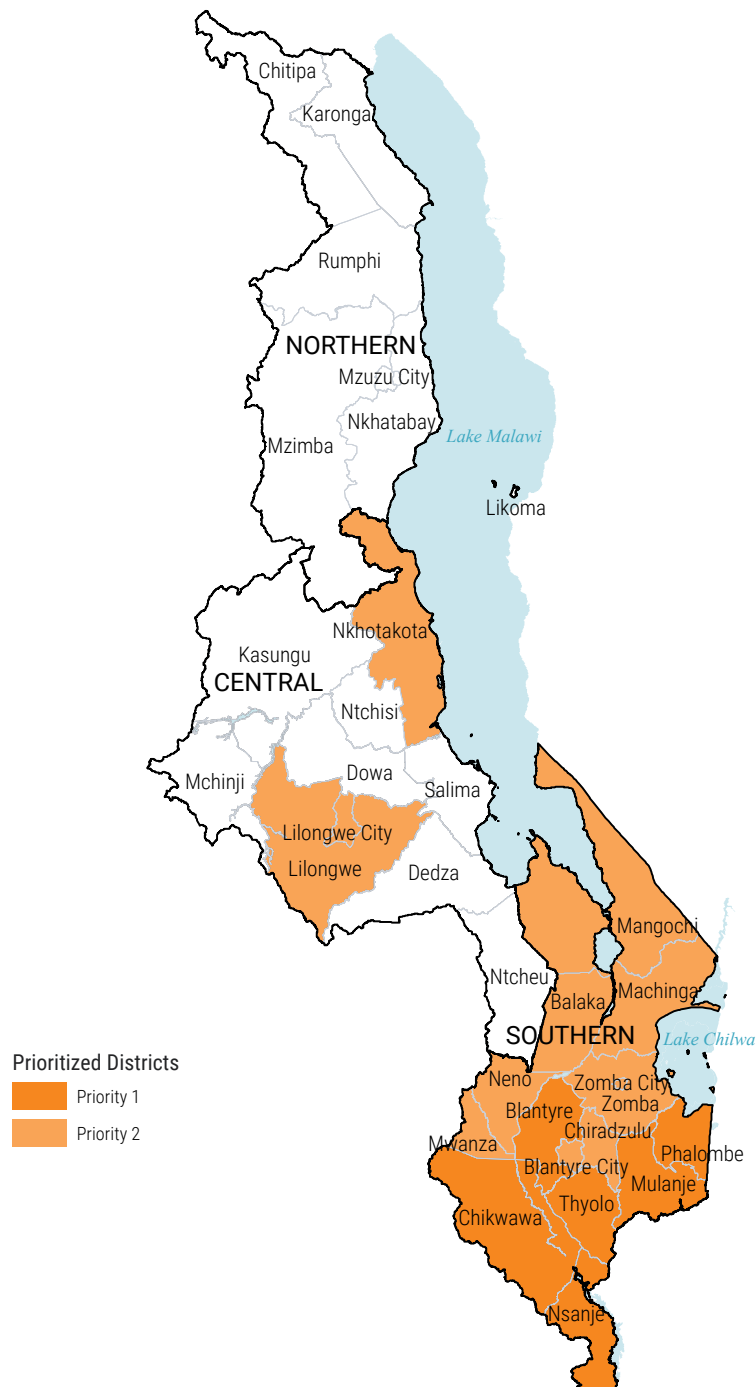 Chitipa
Karonga
Rumphi
NORTHERN
Mzuzu City
Nkhatabay
Mzimba
Lake Malawi
Likoma
Nkhotakota
Kasungu
CENTRAL
Ntchisi
Mchinji
Dowa
Salima
Lilongwe City
Lilongwe
Dedza
Mangochi
Ntcheu
Machinga
Balaka
SOUTHERN
Lake Chilwa
Prioritized Districts
Priority 1
Priority 2
Neno
Zomba City
Zomba
Blantyre
Chiradzulu
Mwanza
Phalombe
Blantyre City
Mulanje
Thyolo
Chikwawa
Nsanje